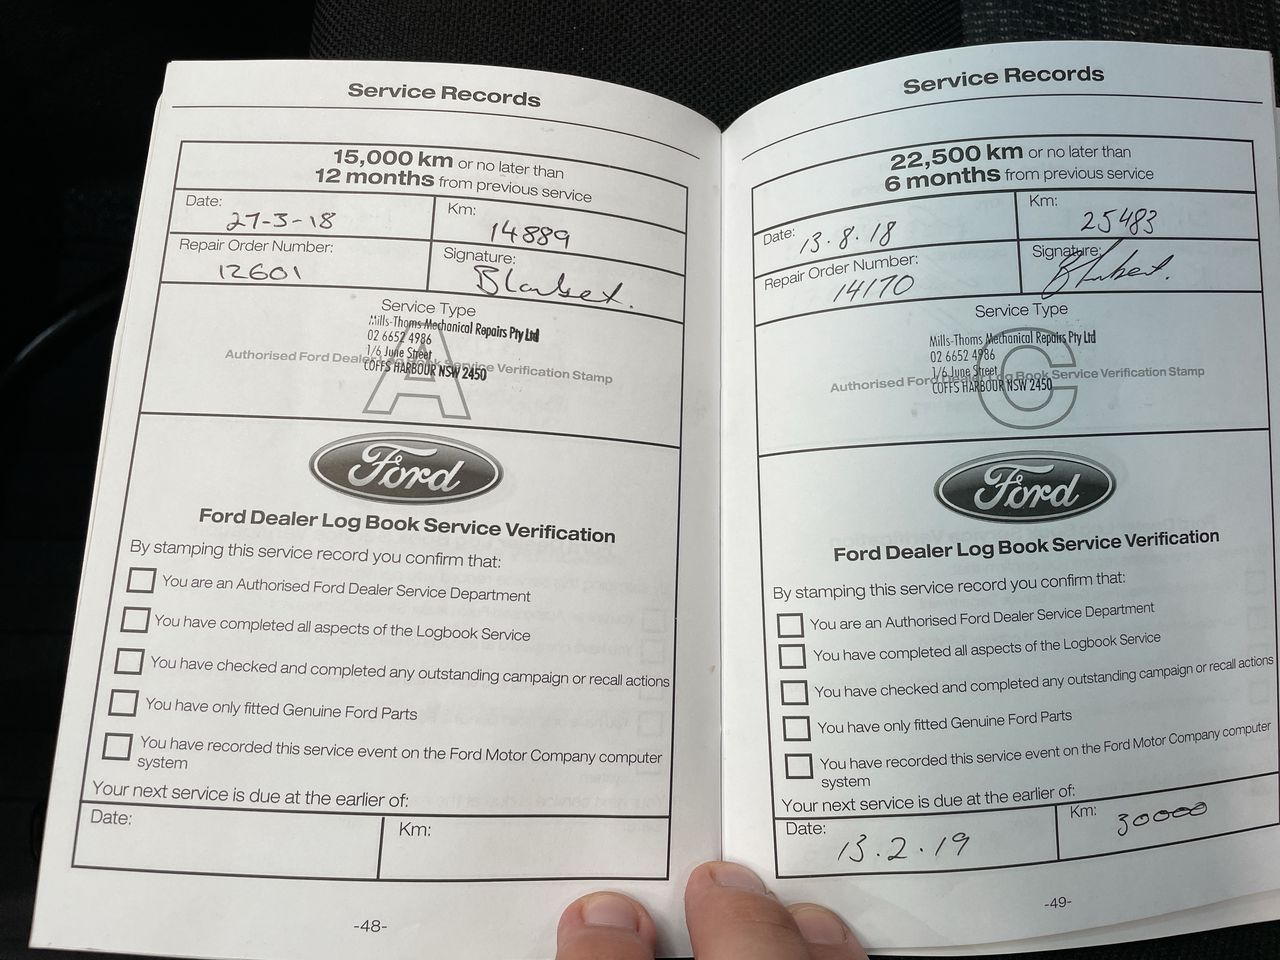 Service Records
15,000 km or no later than
12 months from previous service
Date: 27-3-18
Km: 14889
Repair Order Number: 12601
Signature:
Service Type
A
Mills-Thoms Mechanical Repairs Pty Ltd
02 6652 4986
1/6 June Street
COFFS HARBOUR NSW 2450
Authorised Ford Dealer Log Book Service Verification Stamp
Ford
Ford Dealer Log Book Service Verification
By stamping this service record you confirm that:
You are an Authorised Ford Dealer Service Department
You have completed all aspects of the Logbook Service
You have checked and completed any outstanding campaign or recall actions
You have only fitted Genuine Ford Parts
You have recorded this service event on the Ford Motor Company computer
system
Your next service is due at the earlier of:
Date:
Km:
-48-
Service Records
22,500 km or no later than
6 months from previous service
Date: 13.8.18
Km: 25483
Repair Order Number: 14170
Signature:
Service Type
C
Mills-Thoms Mechanical Repairs Pty Ltd
02 6652 4986
1/6 June Street
COFFS HARBOUR NSW 2450
Authorised Ford Dealer Log Book Service Verification Stamp
Ford
Ford Dealer Log Book Service Verification
By stamping this service record you confirm that:
You are an Authorised Ford Dealer Service Department
You have completed all aspects of the Logbook Service
You have checked and completed any outstanding campaign or recall actions
You have only fitted Genuine Ford Parts
You have recorded this service event on the Ford Motor Company computer
system
Your next service is due at the earlier of:
Date: 13.2.19
Km: 30000
-49-